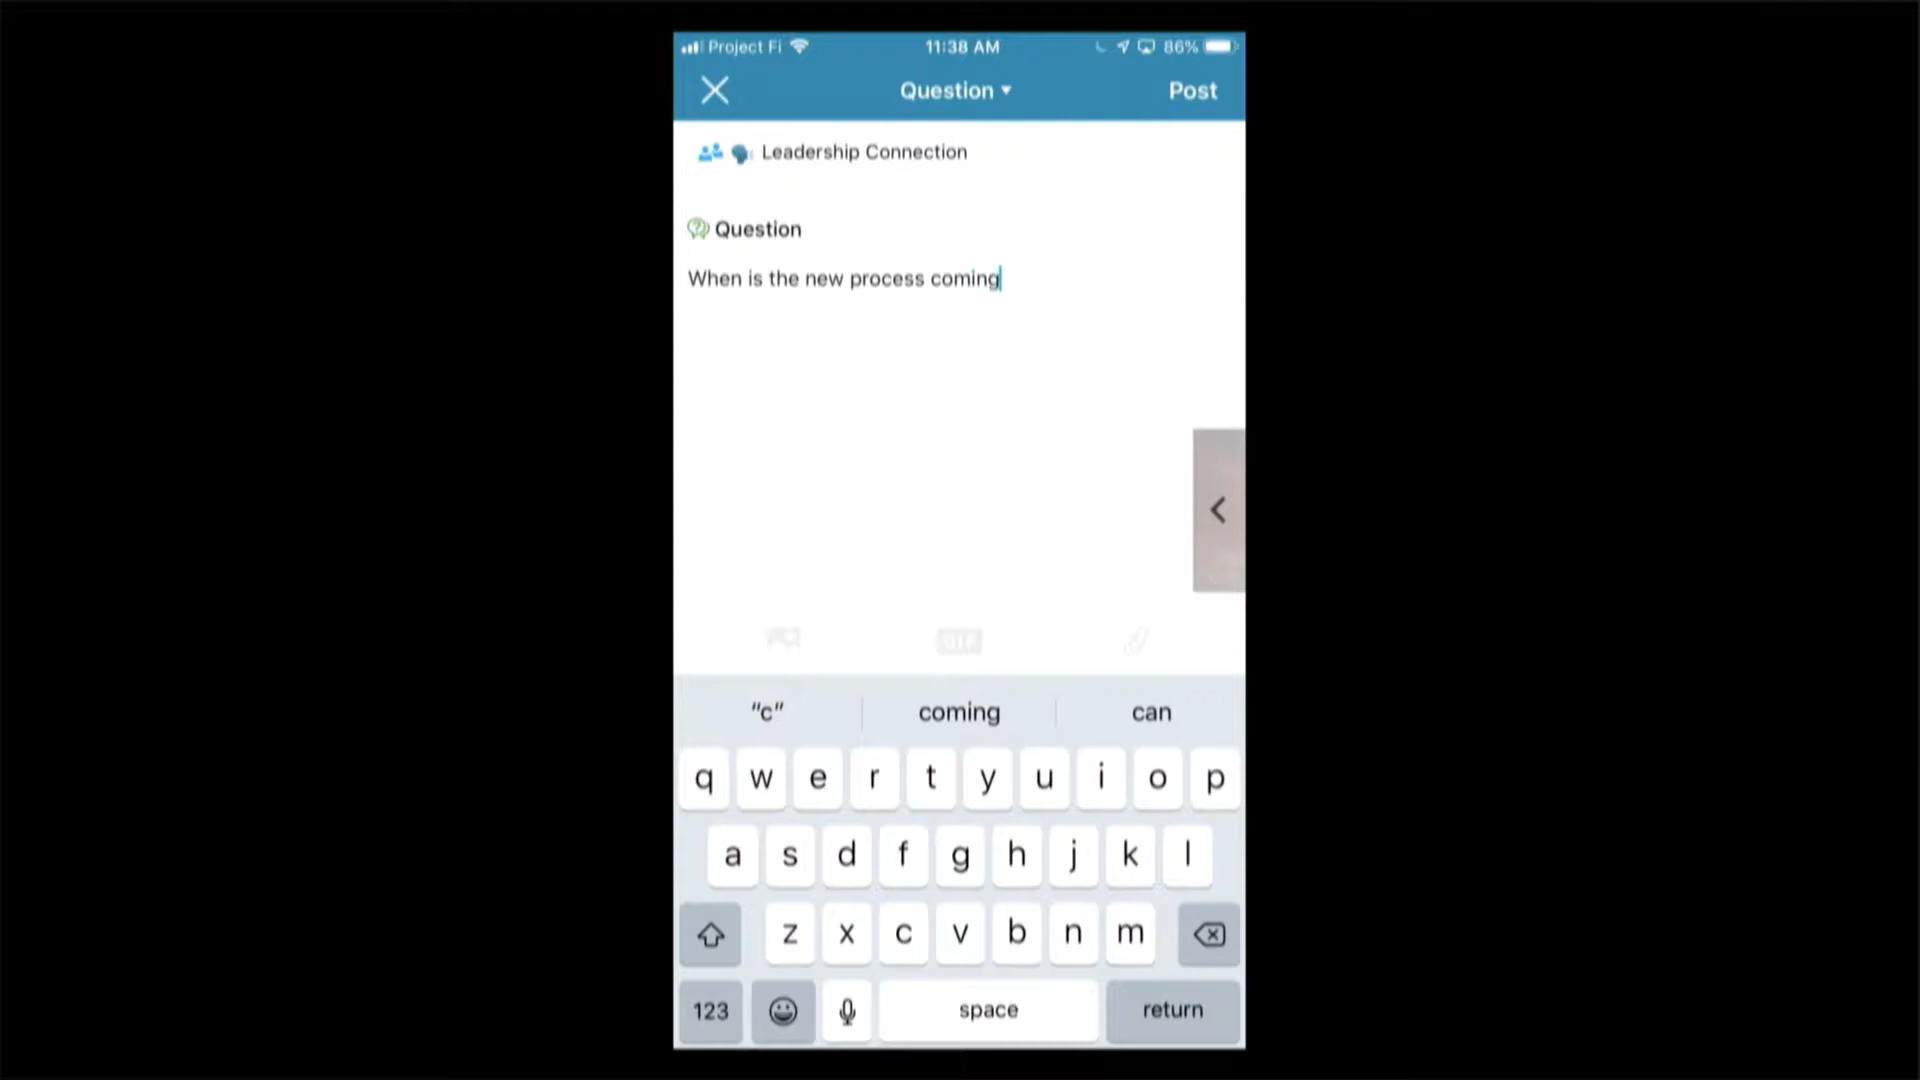 Project Fi 11:38 AM 86%
Question Post
Leadership Connection
Question
When is the new process coming
GIF
"c" coming can
q w e r t y u i o p
a s d f g h j k l
z x c v b n m
123 space return